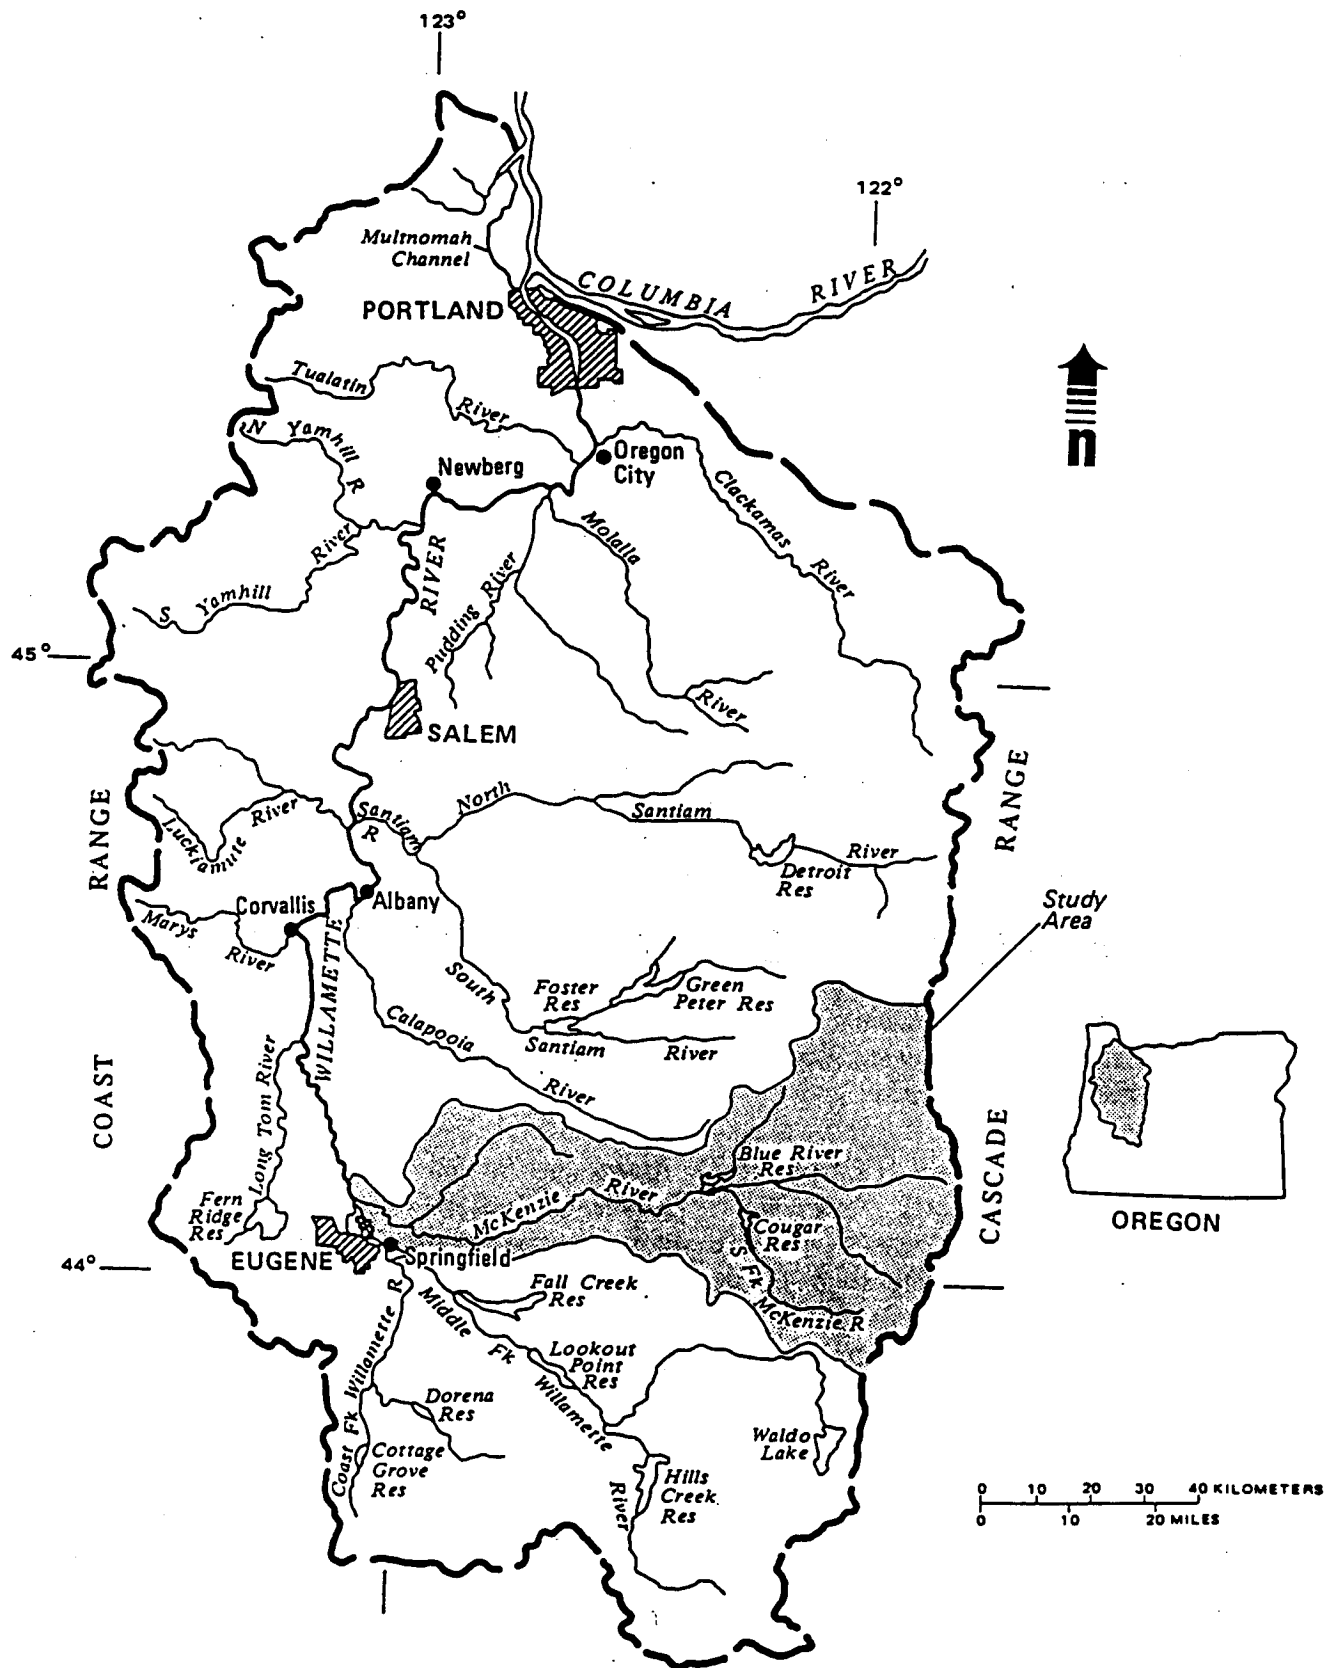 123°
122°
Multnomah
Channel
COLUMBIA RIVER
PORTLAND
Tualatin River
N Yamhill R
Oregon
City
Newberg
Clackamas River
Molalla River
S Yamhill River
Pudding River
RIVER
45°
SALEM
COAST RANGE
CASCADE RANGE
Luckiamute River
Santiam
R
North Santiam River
Detroit
Res
Albany
Corvallis
Marys River
WILLAMETTE
Study
Area
South Santiam River
Foster
Res
Green
Peter Res
Calapooia River
Long Tom River
Blue River
Res
McKenzie River
Fern
Ridge
Res
Cougar
Res
S Fk McKenzie R
OREGON
EUGENE
Springfield
44°
Fall Creek
Res
Middle Fk Willamette River
Lookout
Point
Res
Coast Fk Willamette R
Dorena
Res
Waldo
Lake
Cottage
Grove
Res
Hills
Creek
Res
n
0 10 20 30 40 KILOMETERS
0 10 20 MILES